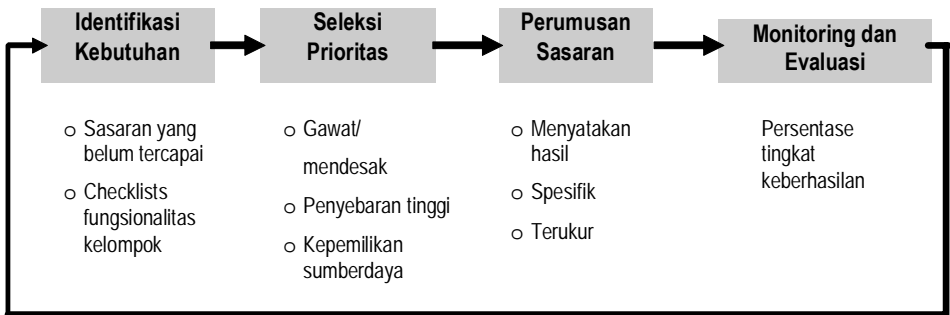 Identifikasi
Kebutuhan
Seleksi
Prioritas
Perumusan
Sasaran
Monitoring dan
Evaluasi
o Sasaran yang
belum tercapai
o Checklists
fungsionalitas
kelompok
o Gawat/
mendesak
o Penyebaran tinggi
o Kepemilikan
sumberdaya
o Menyatakan
hasil
o Spesifik
o Terukur
Persentase
tingkat
keberhasilan